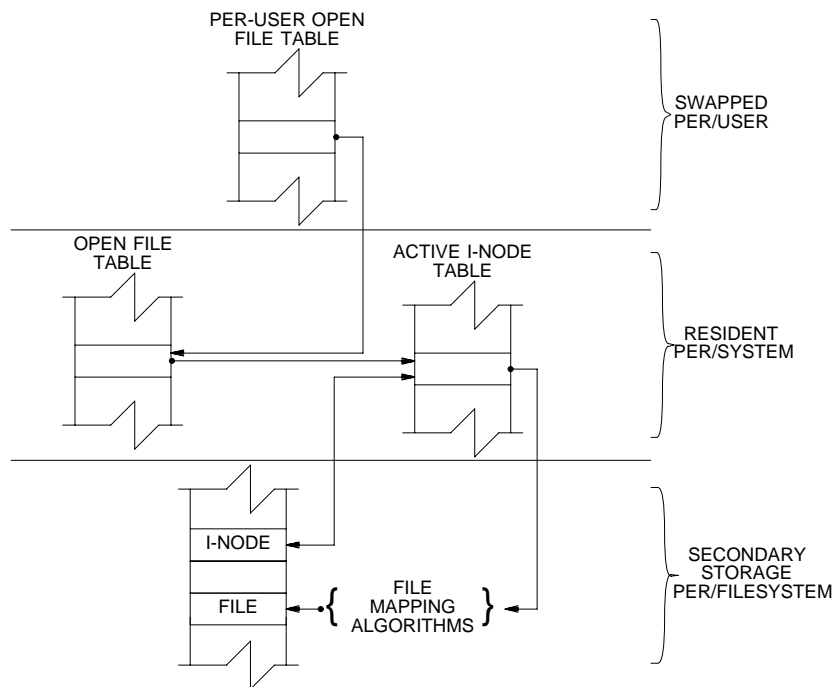 PER-USER OPEN
FILE TABLE
SWAPPED
PER/USER
OPEN FILE
TABLE
ACTIVE I-NODE
TABLE
RESIDENT
PER/SYSTEM
I-NODE
FILE
{
FILE
MAPPING
ALGORITHMS
}
SECONDARY
STORAGE
PER/FILESYSTEM